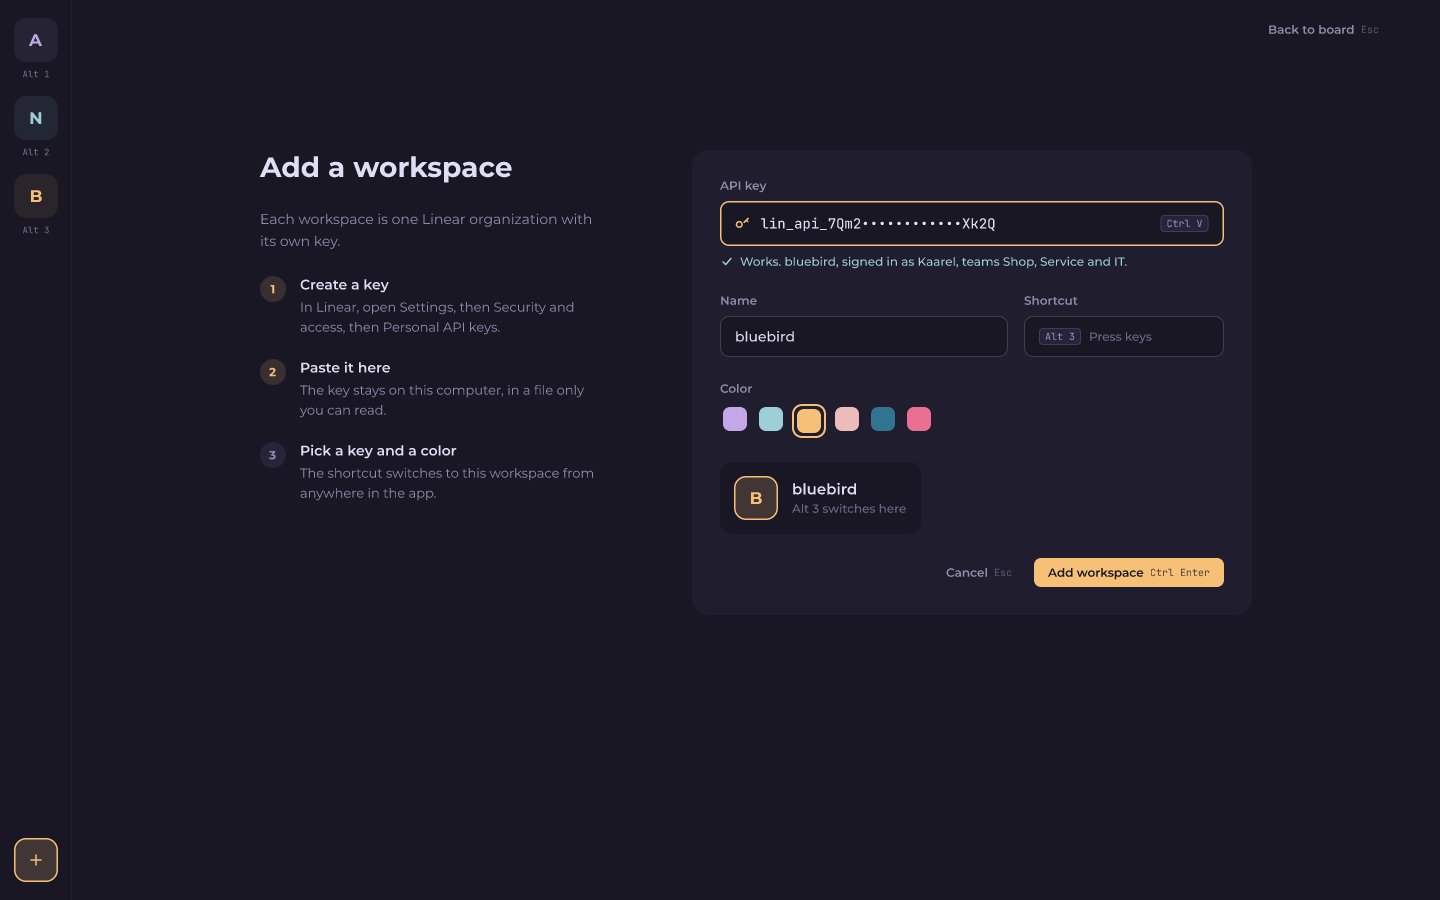 A
Alt 1
N
Alt 2
B
Alt 3
Back to board Esc
Add a workspace
Each workspace is one Linear organization with
its own key.
1
Create a key
In Linear, open Settings, then Security and
access, then Personal API keys.
2
Paste it here
The key stays on this computer, in a file only
you can read.
3
Pick a key and a color
The shortcut switches to this workspace from
anywhere in the app.
API key
lin_api_7Qm2••••••••••••Xk2Q Ctrl V
Works. bluebird, signed in as Kaarel, teams Shop, Service and IT.
Name
bluebird
Shortcut
Alt 3 Press keys
Color
B
bluebird
Alt 3 switches here
Cancel Esc
Add workspace Ctrl Enter
+